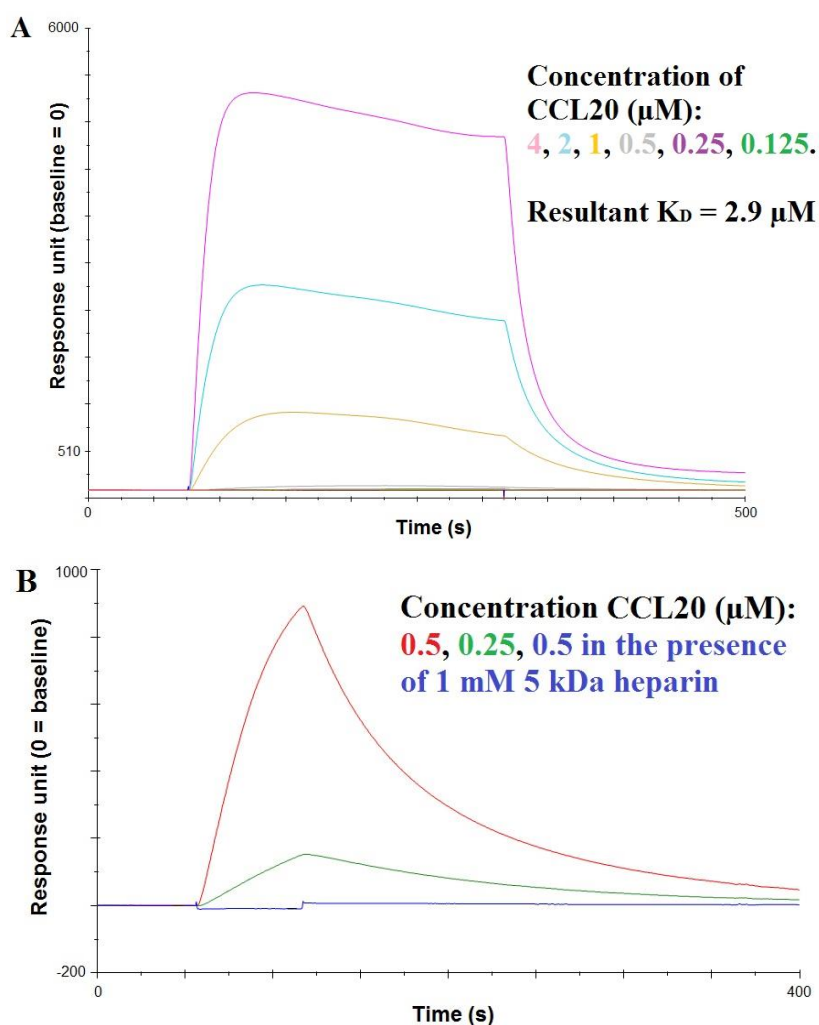 A
6000
Respsonse unit (baseline = 0)
510
0
500
Time (s)
Concentration of
CCL20 (μM):
4, 2, 1, 0.5, 0.25, 0.125.
Resultant KD = 2.9 μM
B
1000
Response unit (0 = baseline)
-200
0
400
Time (s)
Concentration CCL20 (μM):
0.5, 0.25, 0.5 in the presence
of 1 mM 5 kDa heparin